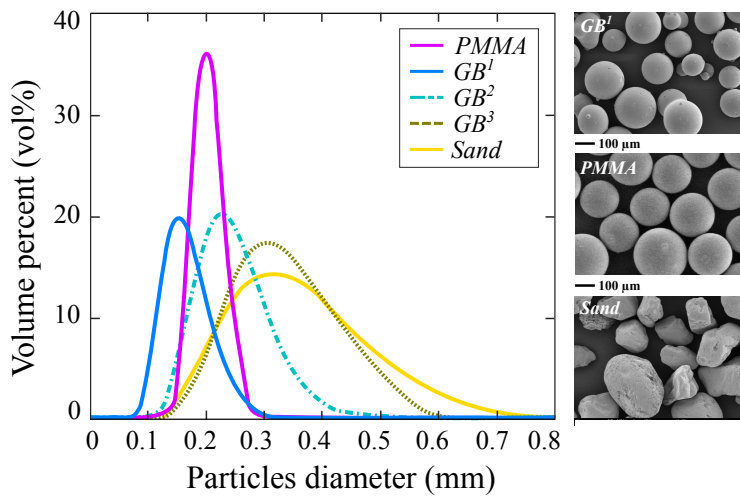 Volume percent (vol%)
40
30
20
10
0
0
0.1
0.2
0.3
0.4
0.5
0.6
0.7
0.8
Particles diameter (mm)
PMMA
GB¹
GB²
GB³
Sand
GB¹
100 µm
PMMA
100 µm
Sand